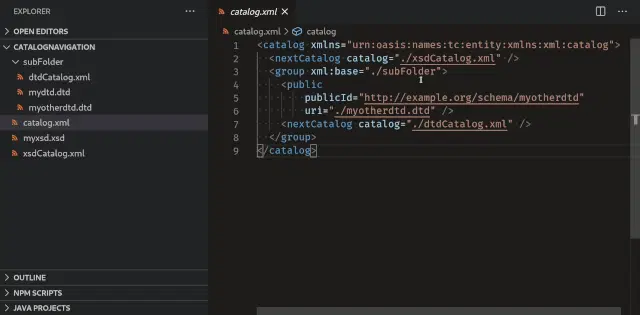 EXPLORER
OPEN EDITORS
CATALOGNAVIGATION
subFolder
dtdCatalog.xml
mydtd.dtd
myotherdtd.dtd
catalog.xml
myxsd.xsd
xsdCatalog.xml
OUTLINE
NPM SCRIPTS
JAVA PROJECTS
catalog.xml
catalog.xml > catalog
1 <catalog xmlns="urn:oasis:names:tc:entity:xmlns:xml:catalog">
2 <nextCatalog catalog="./xsdCatalog.xml" />
3 <group xml:base="./subFolder">
4 <public
5 publicId="http://example.org/schema/myotherdtd"
6 uri="./myotherdtd.dtd" />
7 <nextCatalog catalog="./dtdCatalog.xml" />
8 </group>
9 </catalog>